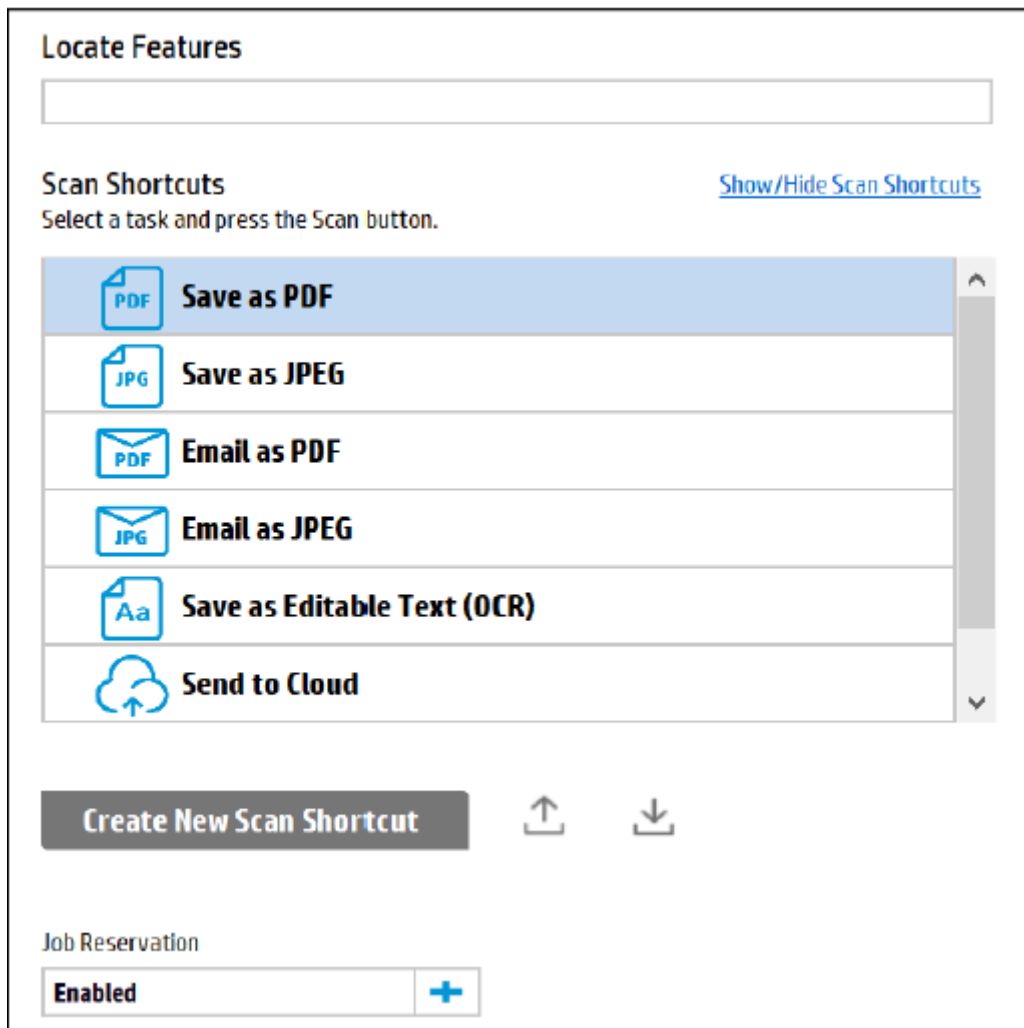 Locate Features
Scan Shortcuts
Show/Hide Scan Shortcuts
Select a task and press the Scan button.
PDF Save as PDF
JPG Save as JPEG
PDF Email as PDF
JPG Email as JPEG
Aa Save as Editable Text (OCR)
Send to Cloud
Create New Scan Shortcut
Job Reservation
Enabled